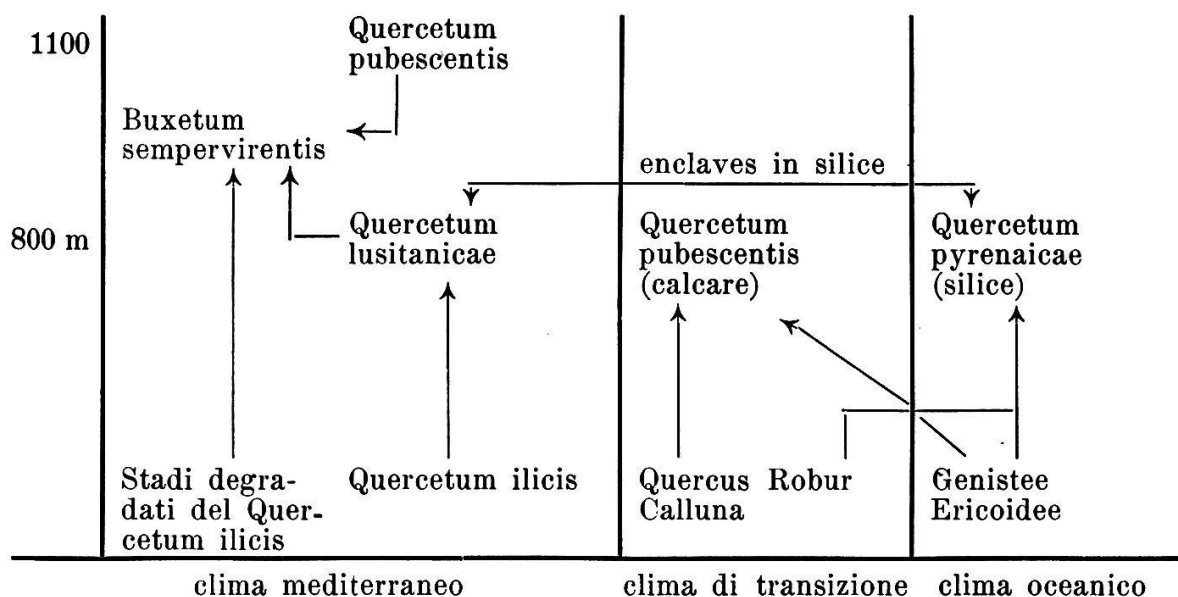 1100
Quercetum
pubescentis
Buxetum
sempervirentis
enclaves in silice
800 m
Quercetum
lusitanicae
Quercetum
pubescentis
(calcare)
Quercetum
pyrenaicae
(silice)
Stadi degra-
dati del Quer-
cetum ilicis
Quercetum ilicis
Quercus Robur
Calluna
Genistee
Ericoidee
clima mediterraneo
clima di transizione
clima oceanico